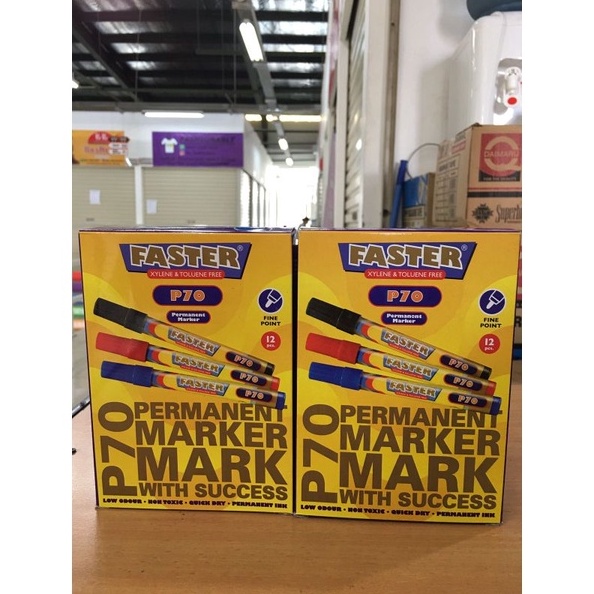 FASTER®
XYLENE & TOLUENE FREE
P70
Permanent
Marker
FINE
POINT
12
pcs.
FASTER P70
FASTER P70
FASTER P70
P70
PERMANENT
MARKER
MARK
WITH SUCCESS
LOW ODOUR • NON TOXIC • QUICK DRY • PERMANENT INK
FASTER®
XYLENE & TOLUENE FREE
P70
Permanent
Marker
FINE
POINT
12
pcs.
FASTER P70
FASTER P70
FASTER P70
P70
PERMANENT
MARKER
MARK
WITH SUCCESS
LOW ODOUR • NON TOXIC • QUICK DRY • PERMANENT INK
DAIMARU